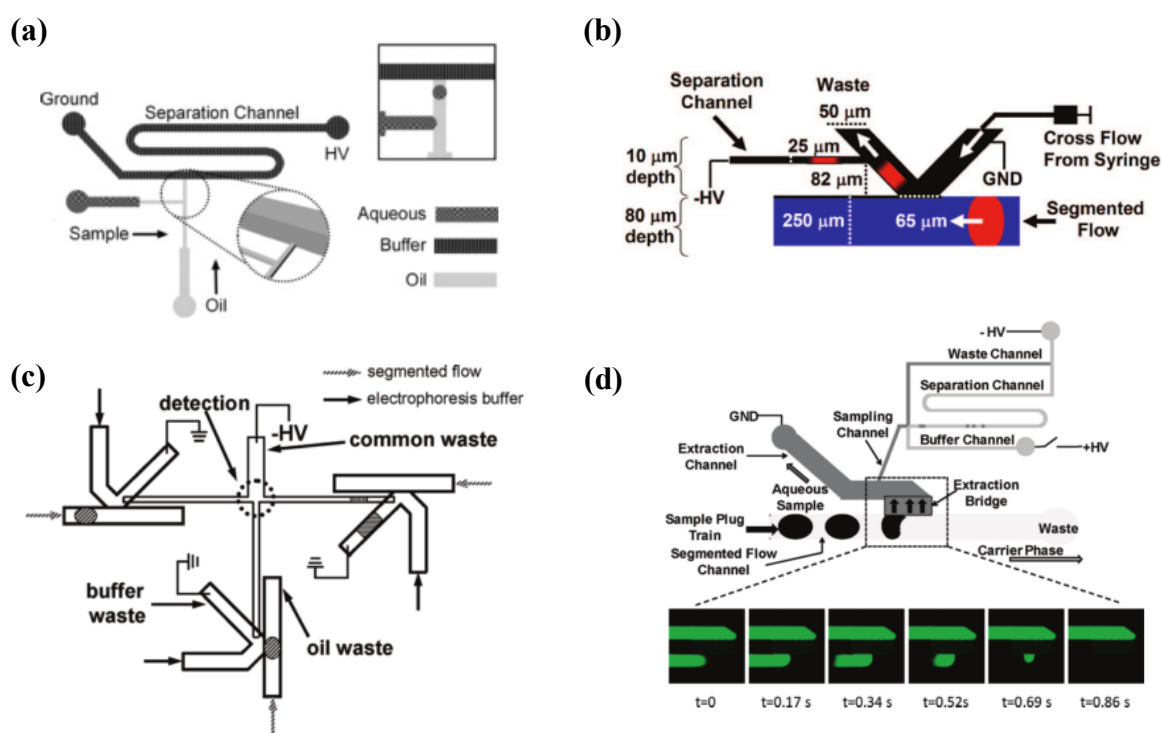 (a)
Ground
Separation Channel
HV
Sample
Oil
Aqueous
Buffer
Oil
(b)
Separation
Channel
Waste
50 μm
25 μm
10 μm
depth
-HV
82 μm
GND
Cross Flow
From Syringe
80 μm
depth
250 μm
65 μm
Segmented
Flow
(c)
segmented flow
electrophoresis buffer
detection
-HV
common waste
buffer
waste
oil waste
(d)
- HV
Waste Channel
Separation Channel
Sampling
Channel
GND
Buffer Channel
+HV
Extraction
Channel
Aqueous
Sample
Extraction
Bridge
Sample Plug
Train
Segmented Flow
Channel
Waste
Carrier Phase
t=0
t=0.17 s
t=0.34 s
t=0.52s
t=0.69 s
t=0.86 s